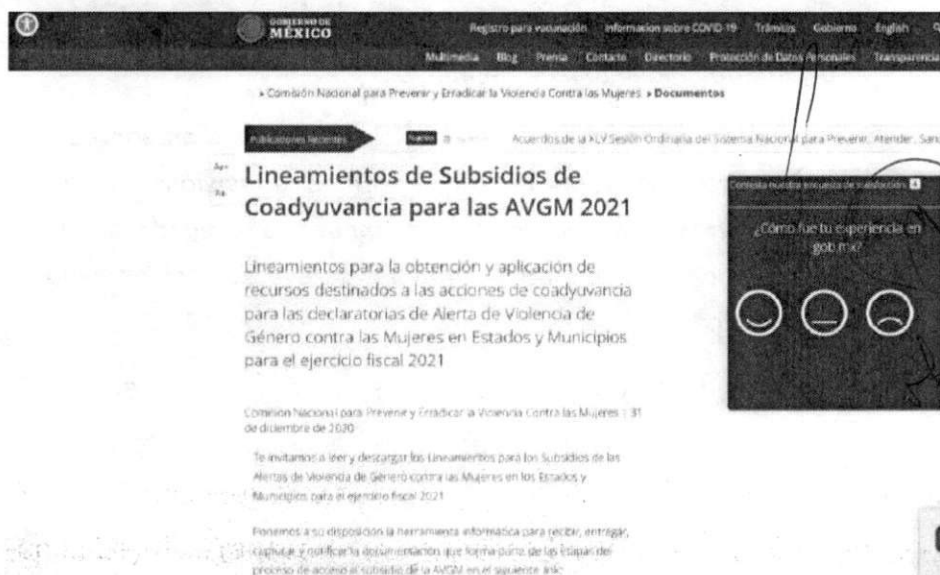 GOBIERNO DE
MÉXICO
Registro para vacunación Información sobre COVID-19 Trámites Gobierno English
Multimedia Blog Prensa Contacto Directorio Protección de Datos Personales Transparencia
Comisión Nacional para Prevenir y Erradicar la Violencia Contra las Mujeres Documentos
Publicaciones Recientes Acuerdos de la XLV Sesión Ordinaria del Sistema Nacional para Prevenir, Atender, Sanc
Lineamientos de Subsidios de
Coadyuvancia para las AVGM 2021
Contesta nuestra encuesta de satisfacción
¿Cómo fue tu experiencia en
gob.mx?
Lineamientos para la obtención y aplicación de
recursos destinados a las acciones de coadyuvancia
para las declaratorias de Alerta de Violencia de
Género contra las Mujeres en Estados y Municipios
para el ejercicio fiscal 2021
Comisión Nacional para Prevenir y Erradicar la Violencia Contra las Mujeres | 31
de diciembre de 2020
Te invitamos a leer y descargar los Lineamientos para los Subsidios de las
Alertas de Violencia de Género contra las Mujeres en los Estados y
Municipios para el ejercicio fiscal 2021
Ponemos a su disposición la herramienta informática para recibir, entregar,
capturar y notificar la documentación que forma parte de las etapas del
proceso de acceso al subsidio de la AVGM en el siguiente link: